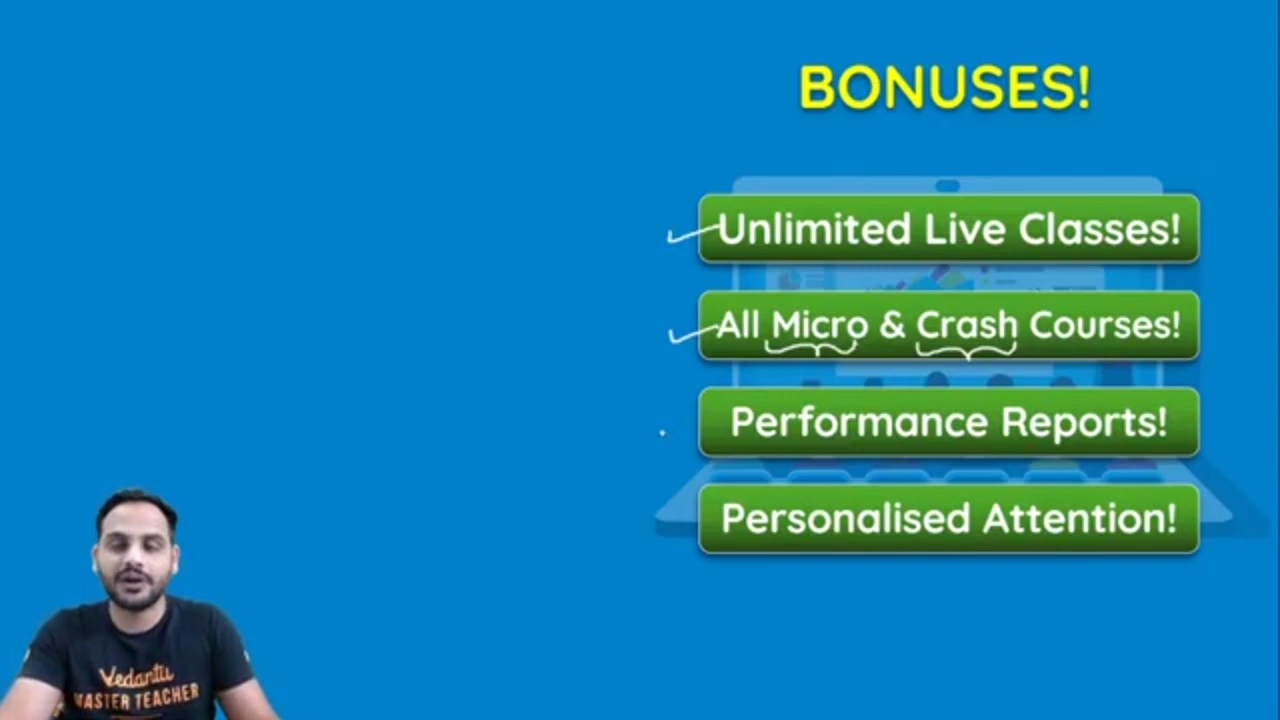 BONUSES!
Unlimited Live Classes!
All Micro & Crash Courses!
Performance Reports!
Personalised Attention!
Vedantu
MASTER TEACHER